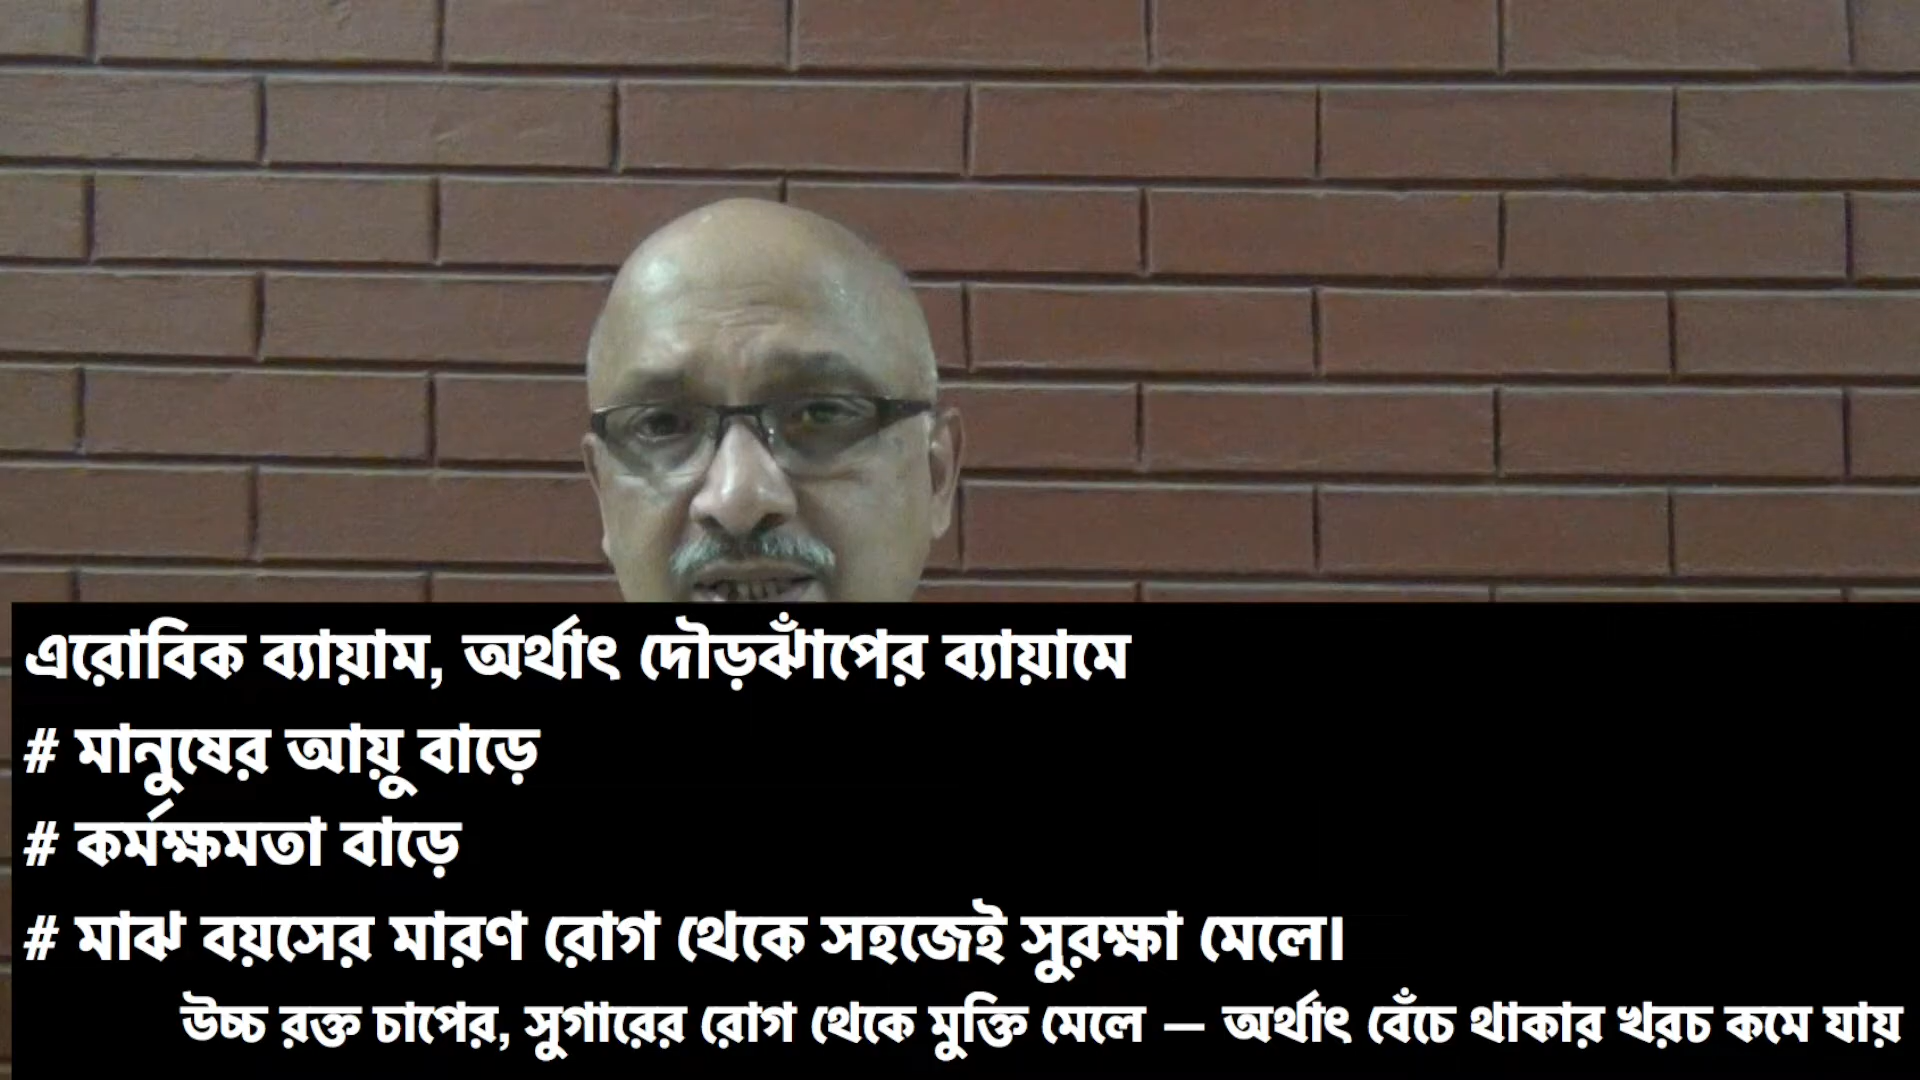 এরোবিক ব্যায়াম, অর্থাৎ দৌড়ঝাঁপের ব্যায়ামে
# মানুষের আয়ু বাড়ে
# কর্মক্ষমতা বাড়ে
# মাঝ বয়সের মারণ রোগ থেকে সহজেই সুরক্ষা মেলে।
উচ্চ রক্ত চাপের, সুগারের রোগ থেকে মুক্তি মেলে – অর্থাৎ বেঁচে থাকার খরচ কমে যায়